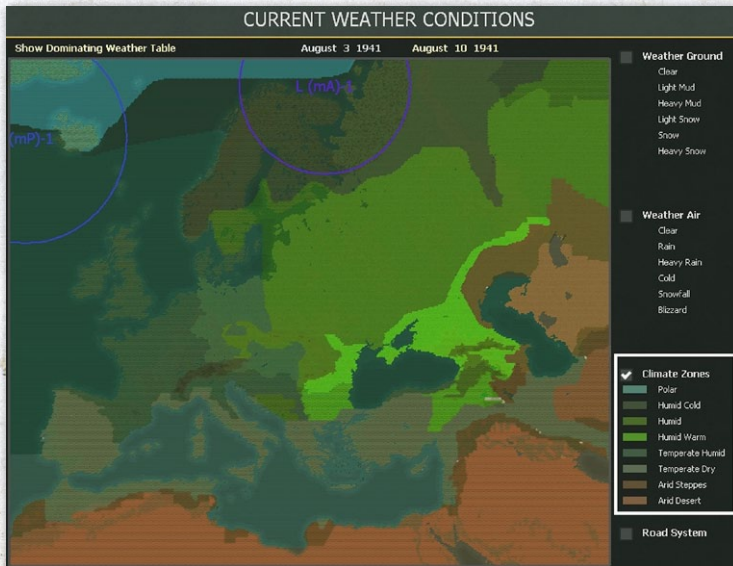 CURRENT WEATHER CONDITIONS
Show Dominating Weather Table
August 3 1941
August 10 1941
(mP)-1
L (mA)-1
Weather Ground
Clear
Light Mud
Heavy Mud
Light Snow
Snow
Heavy Snow
Weather Air
Clear
Rain
Heavy Rain
Cold
Snowfall
Blizzard
Climate Zones
Polar
Humid Cold
Humid
Humid Warm
Temperate Humid
Temperate Dry
Arid Steppes
Arid Desert
Road System